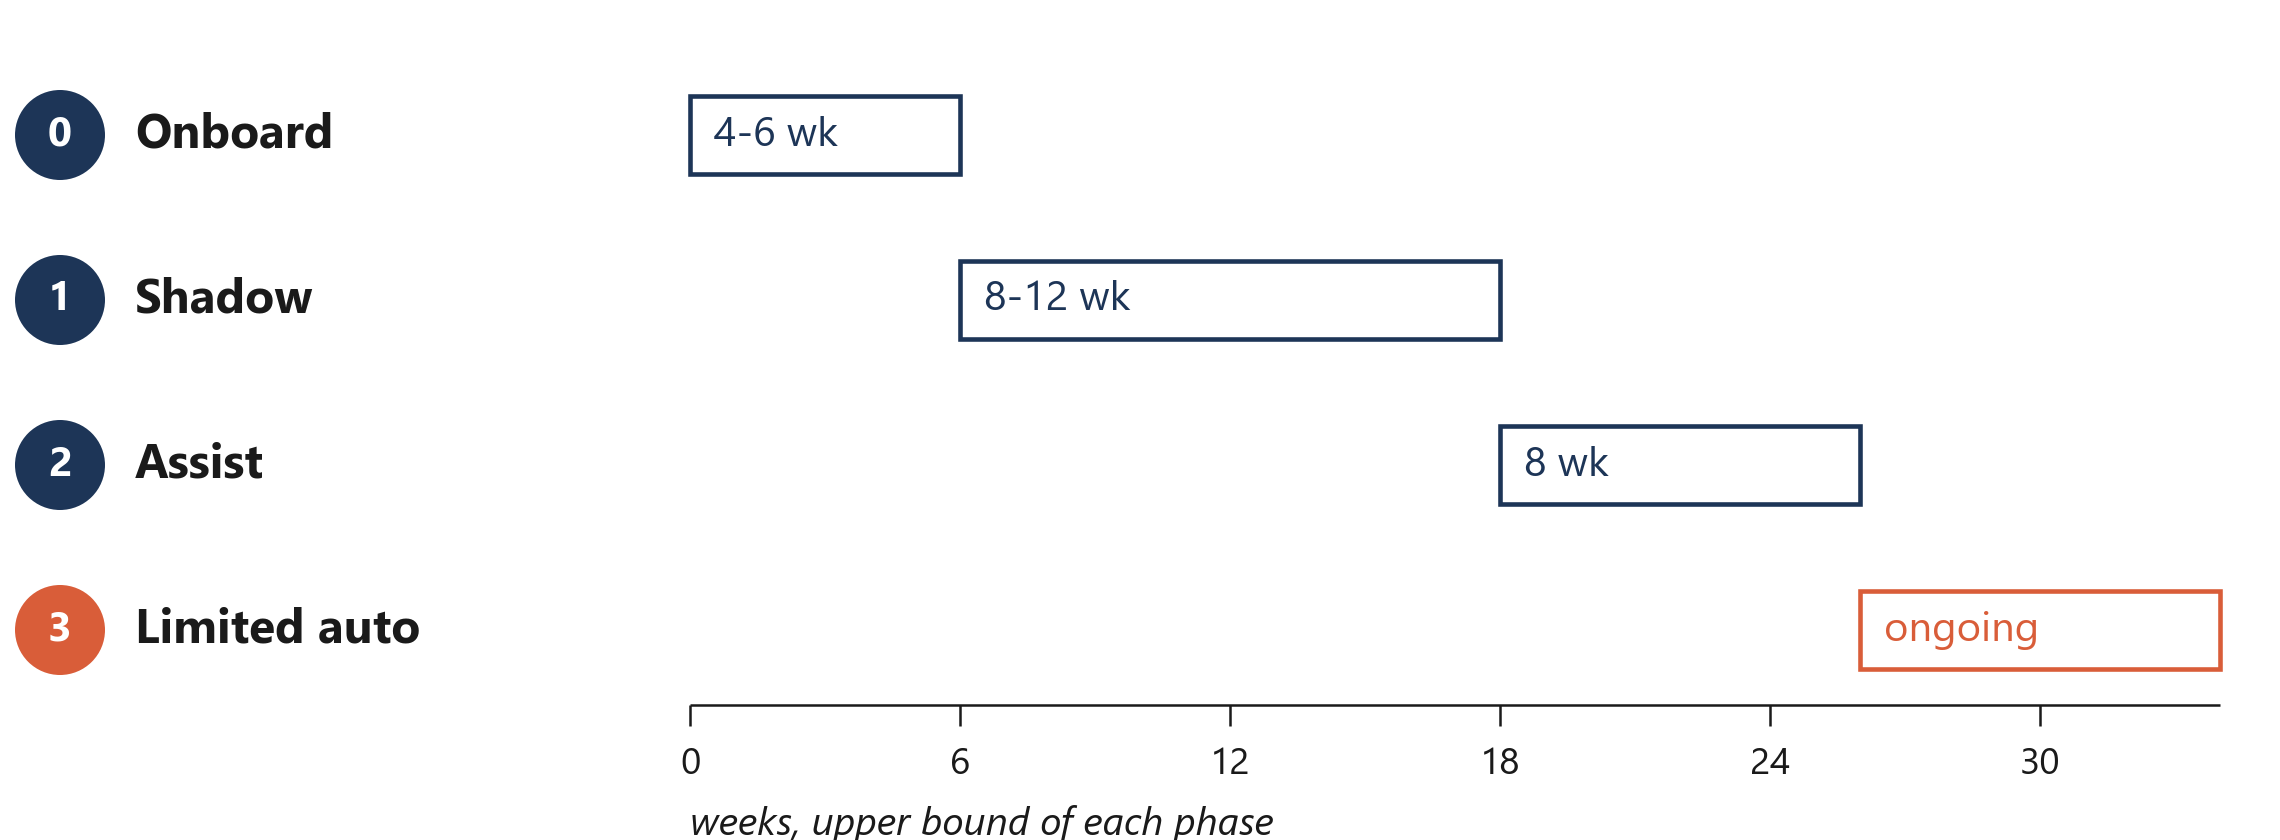 0 Onboard 4-6 wk
1 Shadow 8-12 wk
2 Assist 8 wk
3 Limited auto ongoing
0 6 12 18 24 30
weeks, upper bound of each phase